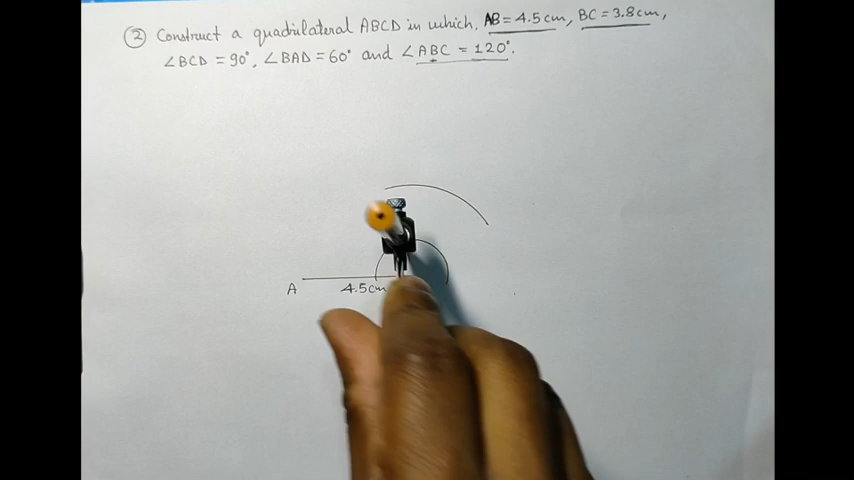 ② Construct a quadrilateral ABCD in which, AB = 4.5 cm, BC = 3.8 cm,
∠BCD = 90°, ∠BAD = 60° and ∠ABC = 120°.
A 4.5cm